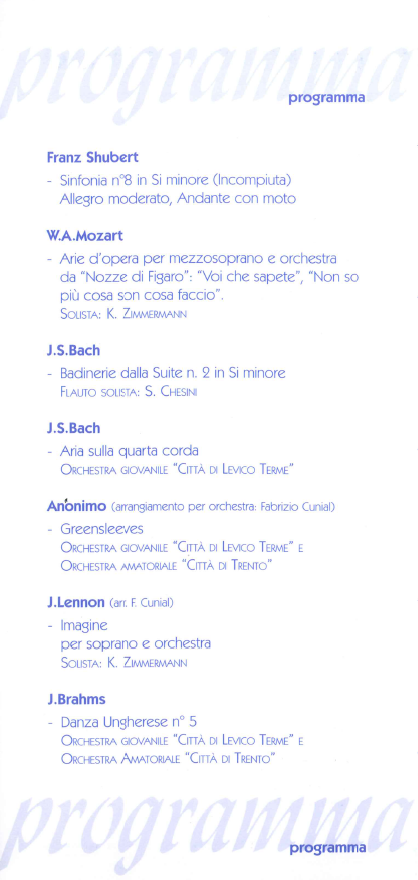 programma
programma
Franz Shubert
- Sinfonia n°8 in Si minore (Incompiuta)
Allegro moderato, Andante con moto
W.A.Mozart
- Arie d'opera per mezzosoprano e orchestra
da "Nozze di Figaro": "Voi che sapete", "Non so
più cosa son cosa faccio".
SOLISTA: K. ZIMMERMANN
J.S.Bach
- Badinerie dalla Suite n. 2 in Si minore
FLAUTO SOLISTA: S. CHESINI
J.S.Bach
- Aria sulla quarta corda
ORCHESTRA GIOVANILE "CITTÀ DI LEVICO TERME"
Anonimo (arrangiamento per orchestra: Fabrizio Cunial)
- Greensleeves
ORCHESTRA GIOVANILE "CITTÀ DI LEVICO TERME" E
ORCHESTRA AMATORIALE "CITTÀ DI TRENTO"
J.Lennon (arr. F. Cunial)
- Imagine
per soprano e orchestra
SOLISTA: K. ZIMMERMANN
J.Brahms
- Danza Ungherese n° 5
ORCHESTRA GIOVANILE "CITTÀ DI LEVICO TERME" E
ORCHESTRA AMATORIALE "CITTÀ DI TRENTO"
programma
programma